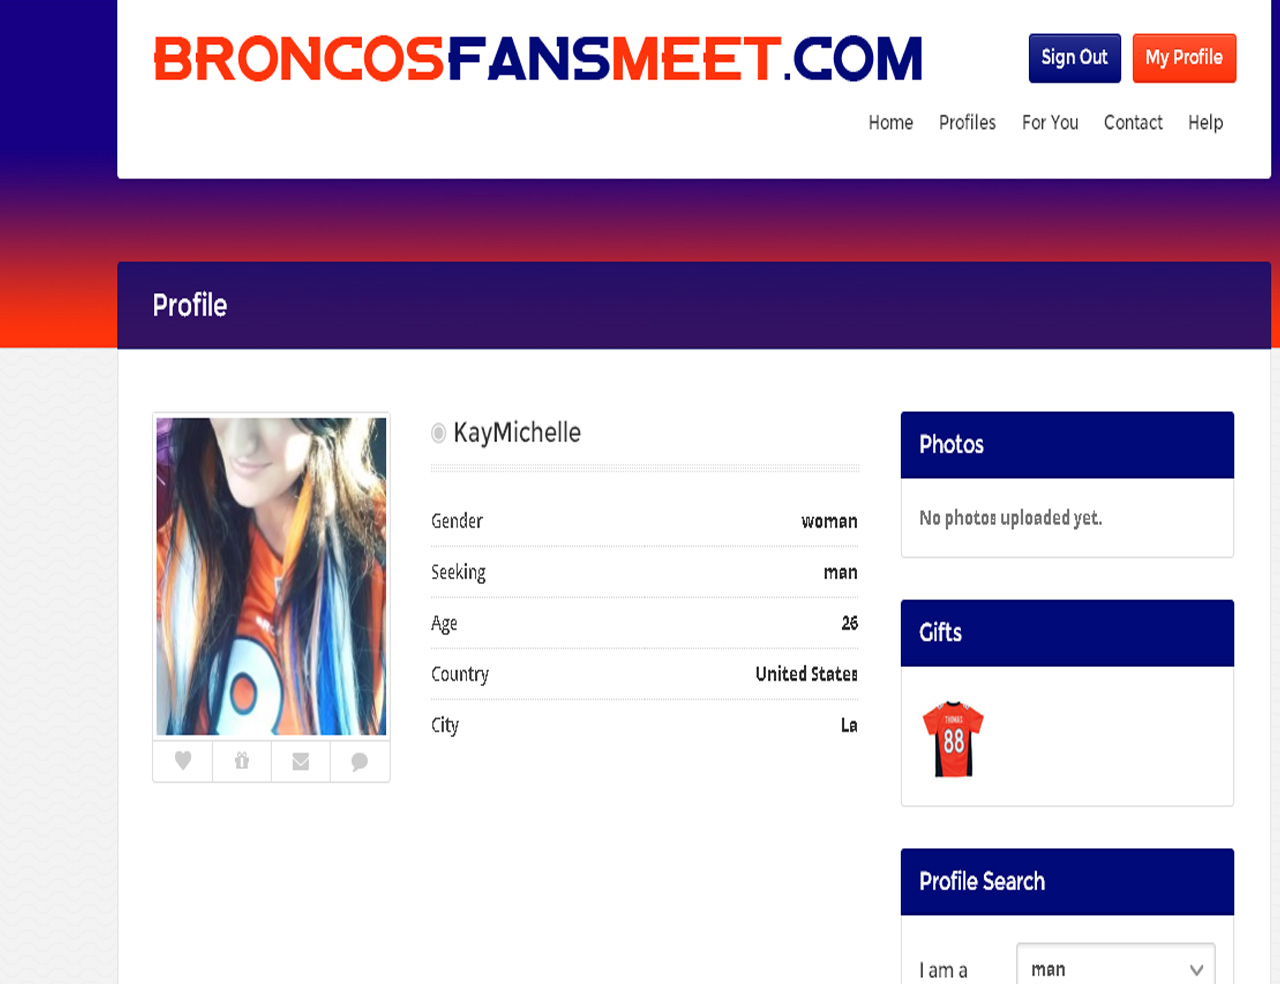 BRONCOSFANSMEET.COM
Sign Out
My Profile
Home
Profiles
For You
Contact
Help
Profile
KayMichelle
Gender
woman
Seeking
man
Age
26
Country
United States
City
La
Photos
No photos uploaded yet.
Gifts
THOMAS
88
Profile Search
I am a
man